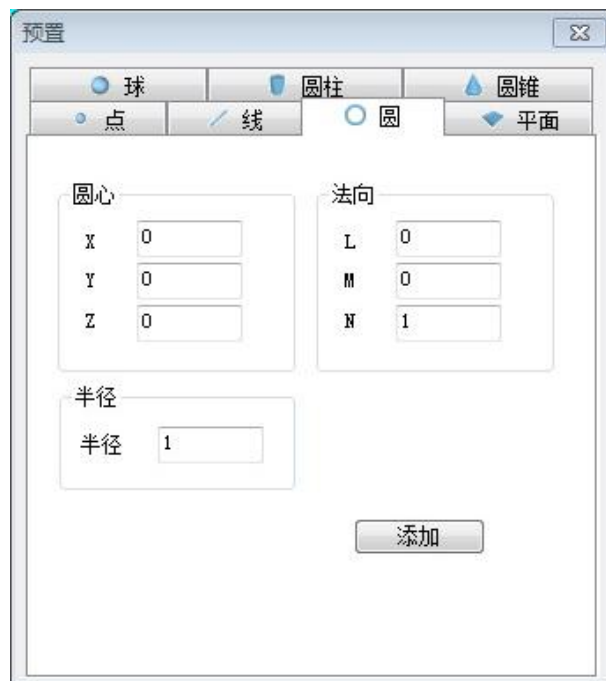 预置
球 圆柱 圆锥
点 线 圆 平面
圆心 法向
X 0 L 0
Y 0 M 0
Z 0 N 1
半径
半径 1
添加